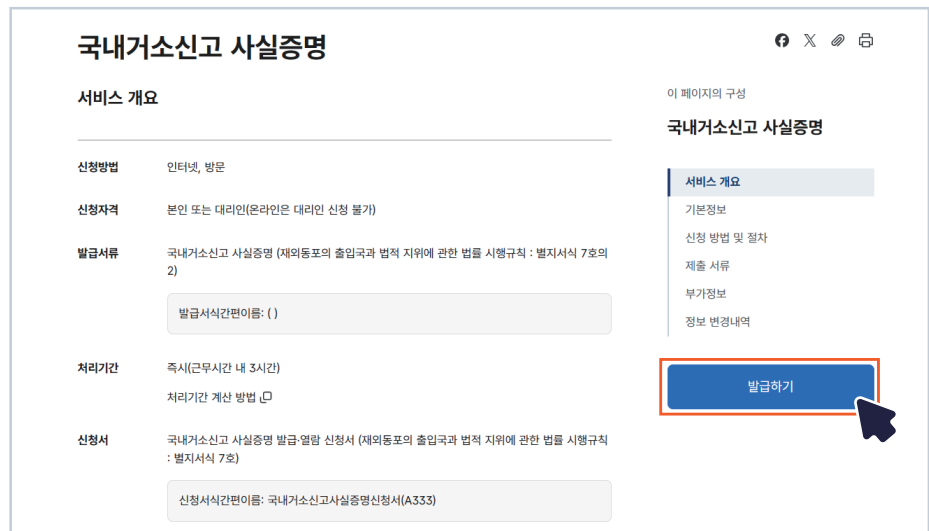 국내거소신고 사실증명
서비스 개요
신청방법 인터넷, 방문
신청자격 본인 또는 대리인(온라인은 대리인 신청 불가)
발급서류 국내거소신고 사실증명 (재외동포의 출입국과 법적 지위에 관한 법률 시행규칙 : 별지서식 7호의
2)
발급서식간편이름: ( )
처리기간 즉시(근무시간 내 3시간)
처리기간 계산 방법
신청서 국내거소신고 사실증명 발급·열람 신청서 (재외동포의 출입국과 법적 지위에 관한 법률 시행규칙
: 별지서식 7호)
신청서식간편이름: 국내거소신고사실증명신청서(A333)
이 페이지의 구성
국내거소신고 사실증명
서비스 개요
기본정보
신청 방법 및 절차
제출 서류
부가정보
정보 변경내역
발급하기